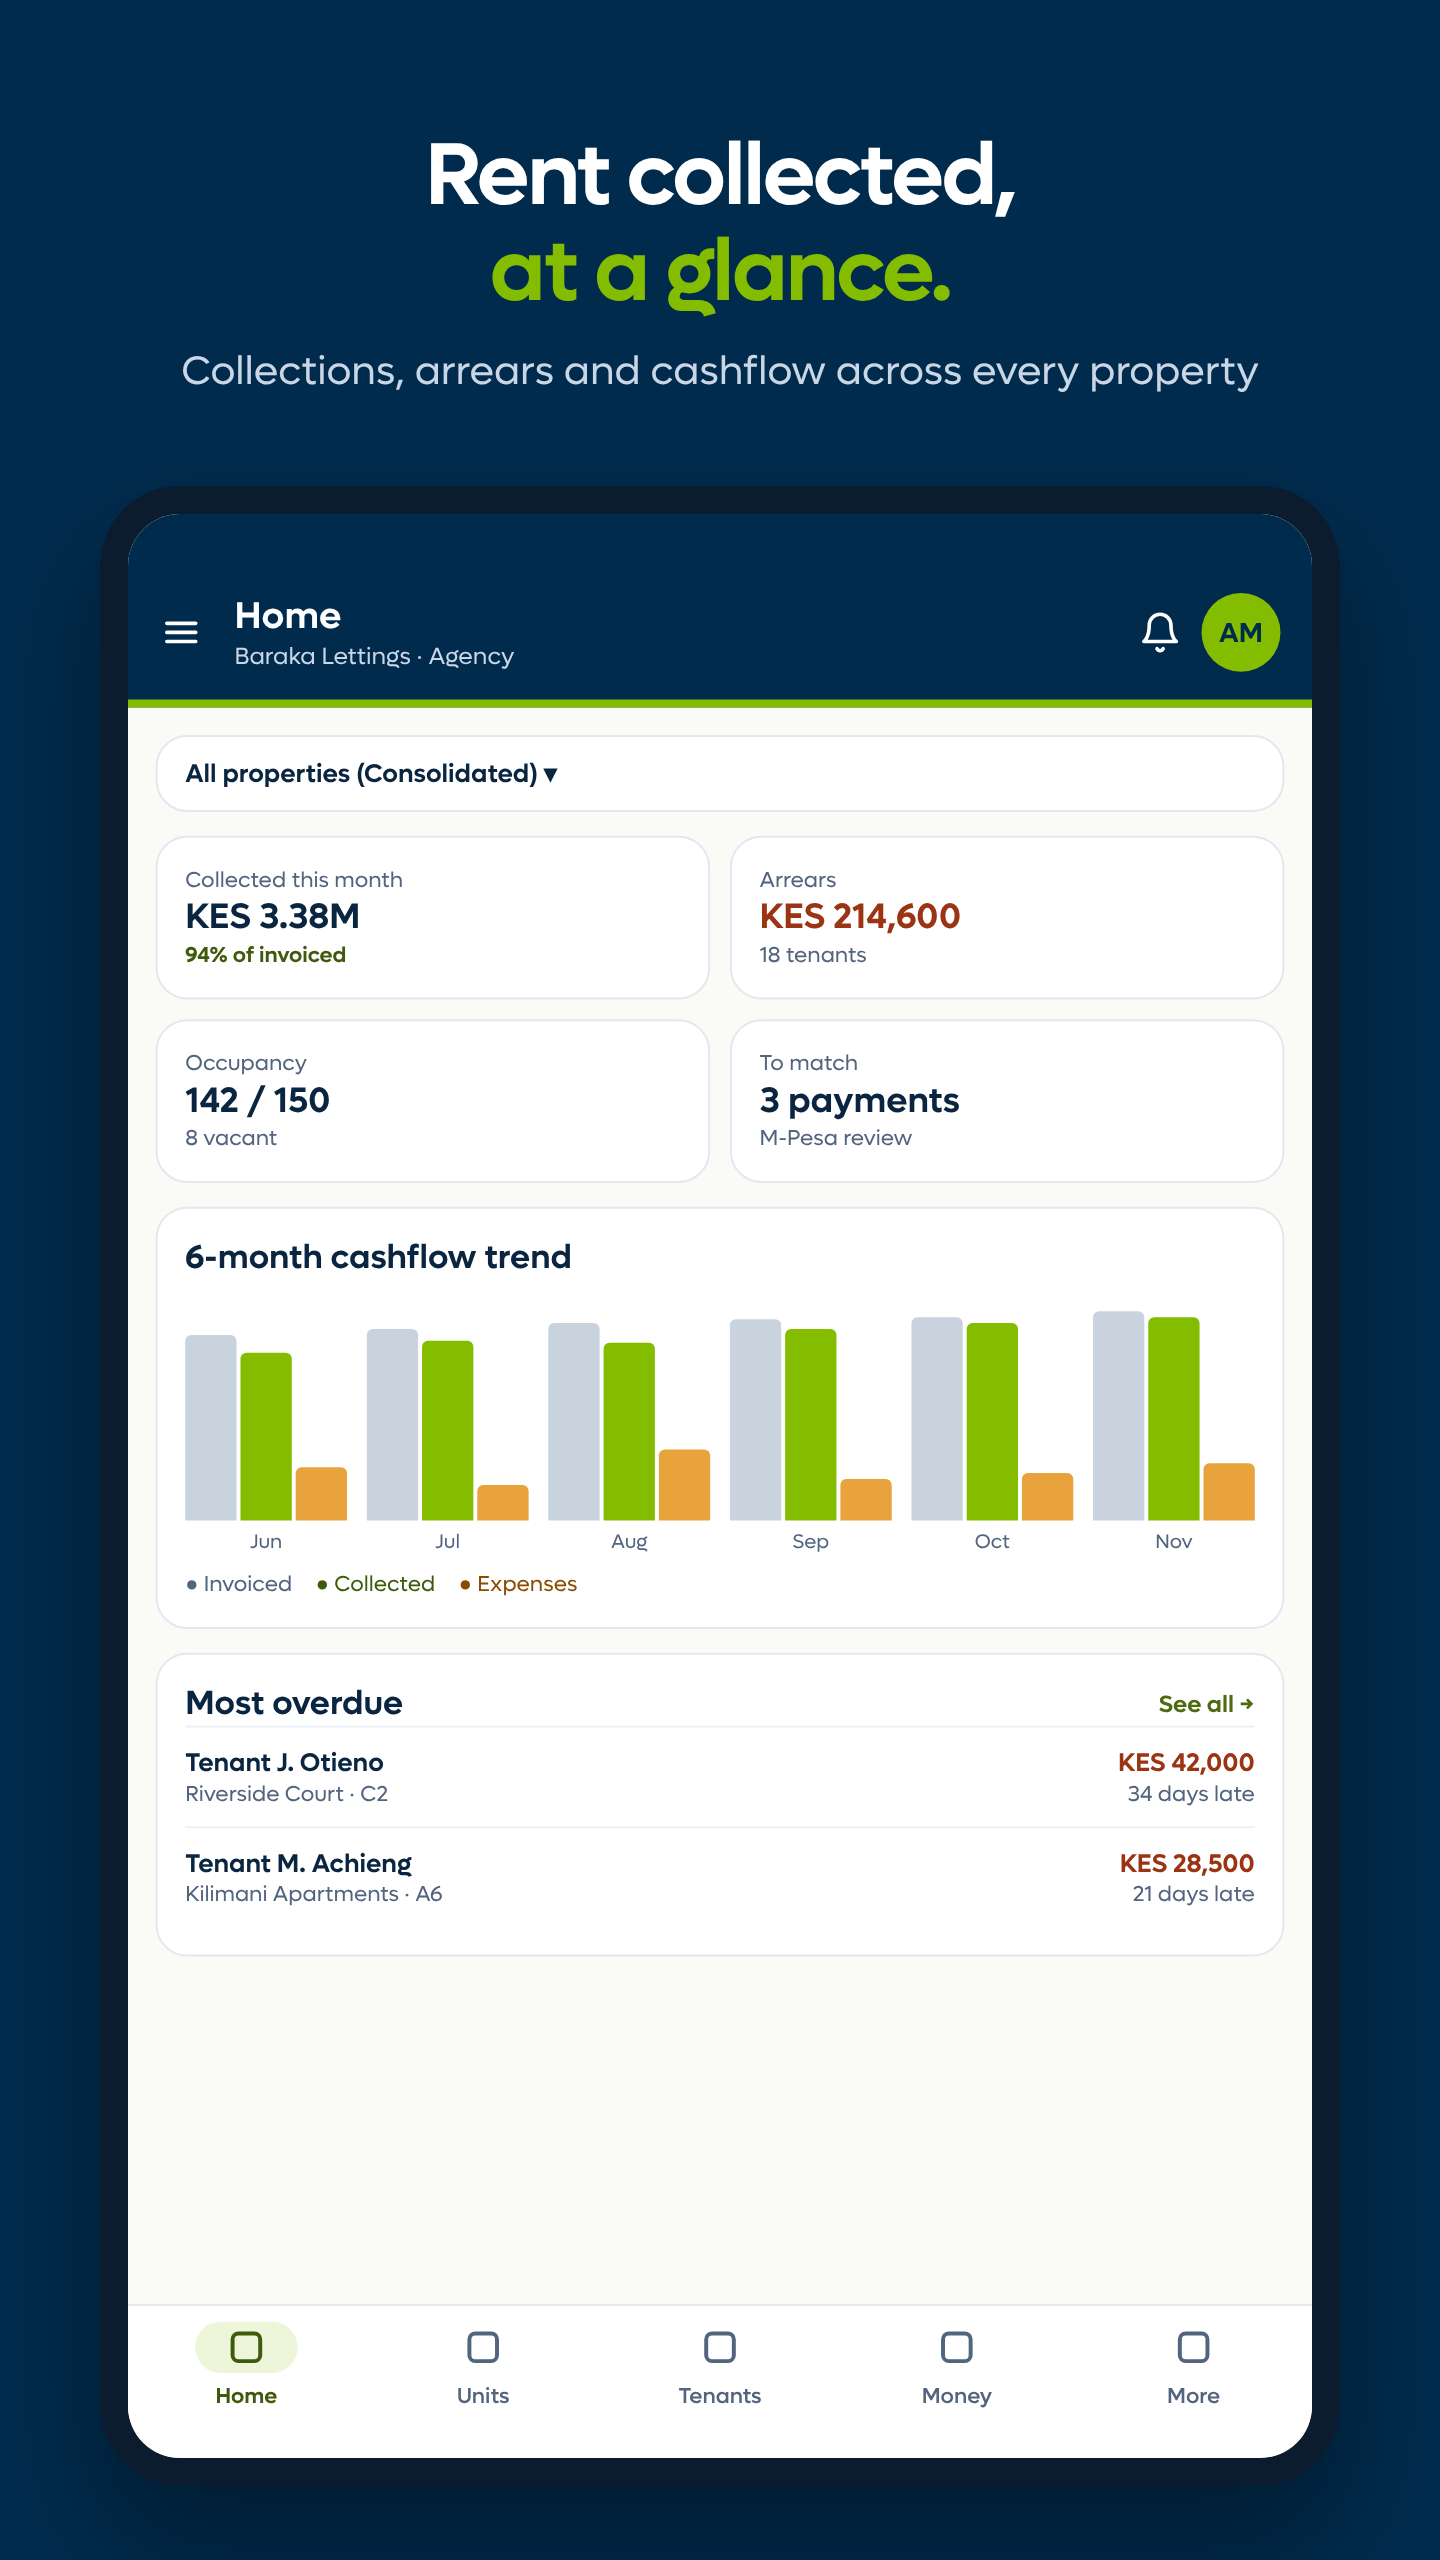 Rent collected,
at a glance.
Collections, arrears and cashflow across every property
Home
Baraka Lettings · Agency
AM
All properties (Consolidated) ▾
Collected this month
KES 3.38M
94% of invoiced
Arrears
KES 214,600
18 tenants
Occupancy
142 / 150
8 vacant
To match
3 payments
M-Pesa review
6-month cashflow trend
Jun Jul Aug Sep Oct Nov
● Invoiced ● Collected ● Expenses
Most overdue See all →
Tenant J. Otieno KES 42,000
Riverside Court · C2 34 days late
Tenant M. Achieng KES 28,500
Kilimani Apartments · A6 21 days late
Home Units Tenants Money More